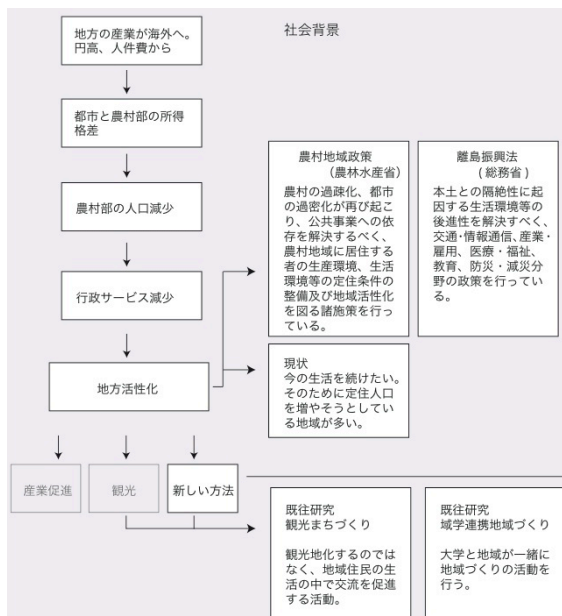 社会背景
地方の産業が海外へ。
円高、人件費から
都市と農村部の所得
格差
農村部の人口減少
行政サービス減少
地方活性化
農村地域政策
(農林水産省)
農村の過疎化、都市
の過密化が再び起こ
り、公共事業への依
存を解決するべく、
農村地域に居住する
者の生産環境、生活
環境等の定住条件の
整備及び地域活性化
を図る諸施策を行っ
ている。
離島振興法
(総務省)
本土との隔絶性に起
因する生活環境等の
後進性を解決すべく、
交通・情報通信、産業・
雇用、医療・福祉、
教育、防災・減災分
野の政策を行ってい
る。
現状
今の生活を続けたい。
そのために定住人口
を増やそうとしてい
る地域が多い。
産業促進
観光
新しい方法
既往研究
観光まちづくり
観光地化するのでは
なく、地域住民の生
活の中で交流を促進
する活動。
既往研究
域学連携地域づくり
大学と地域が一緒に
地域づくりの活動を
行う。